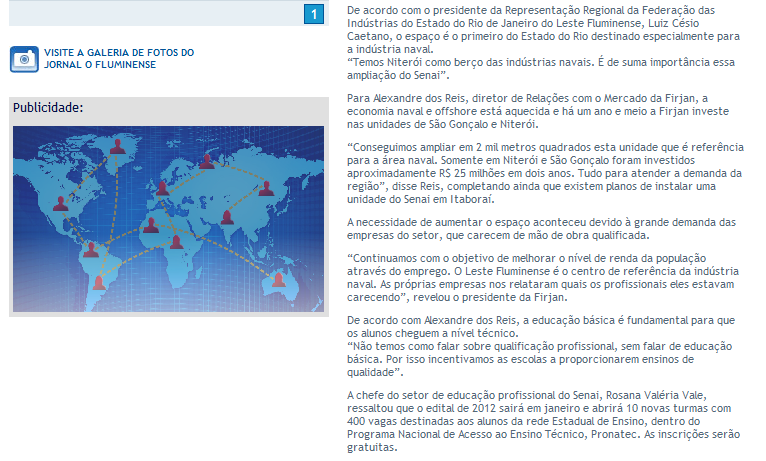 1
VISITE A GALERIA DE FOTOS DO
JORNAL O FLUMINENSE
Publicidade:
De acordo com o presidente da Representação Regional da Federação das
Indústrias do Estado do Rio de Janeiro do Leste Fluminense, Luiz Césio
Caetano, o espaço é o primeiro do Estado do Rio destinado especialmente para
a indústria naval.
“Temos Niterói como berço das indústrias navais. É de suma importância essa
ampliação do Senai”.
Para Alexandre dos Reis, diretor de Relações com o Mercado da Firjan, a
economia naval e offshore está aquecida e há um ano e meio a Firjan investe
nas unidades de São Gonçalo e Niterói.
“Conseguimos ampliar em 2 mil metros quadrados esta unidade que é referência
para a área naval. Somente em Niterói e São Gonçalo foram investidos
aproximadamente R$ 25 milhões em dois anos. Tudo para atender a demanda da
região”, disse Reis, completando ainda que existem planos de instalar uma
unidade do Senai em Itaboraí.
A necessidade de aumentar o espaço aconteceu devido à grande demanda das
empresas do setor, que carecem de mão de obra qualificada.
“Continuamos com o objetivo de melhorar o nível de renda da população
através do emprego. O Leste Fluminense é o centro de referência da indústria
naval. As próprias empresas nos relataram quais os profissionais eles estavam
carecendo”, revelou o presidente da Firjan.
De acordo com Alexandre dos Reis, a educação básica é fundamental para que
os alunos cheguem a nível técnico.
“Não temos como falar sobre qualificação profissional, sem falar de educação
básica. Por isso incentivamos as escolas a proporcionarem ensinos de
qualidade”.
A chefe do setor de educação profissional do Senai, Rosana Valéria Vale,
ressaltou que o edital de 2012 sairá em janeiro e abrirá 10 novas turmas com
400 vagas destinadas aos alunos da rede Estadual de Ensino, dentro do
Programa Nacional de Acesso ao Ensino Técnico, Pronatec. As inscrições serão
gratuitas.